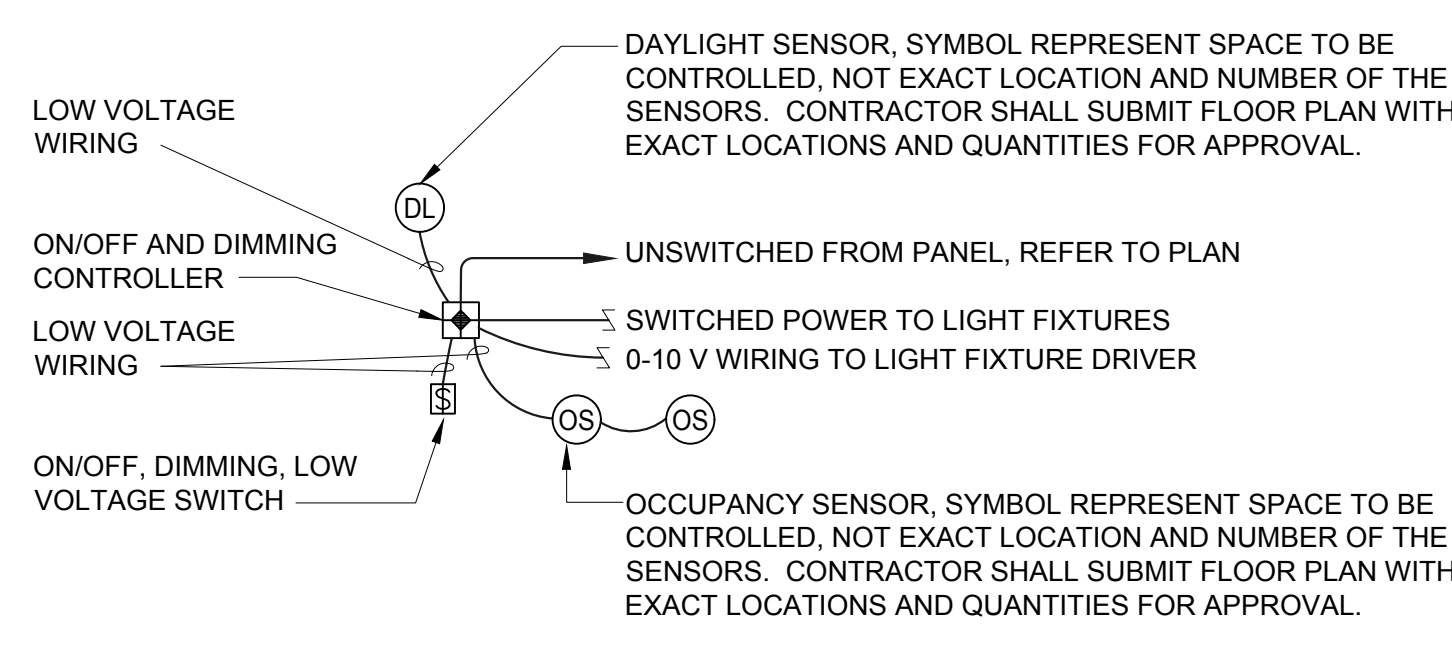 DAYLIGHT SENSOR, SYMBOL REPRESENT SPACE TO BE
CONTROLLED, NOT EXACT LOCATION AND NUMBER OF THE
SENSORS. CONTRACTOR SHALL SUBMIT FLOOR PLAN WITH
EXACT LOCATIONS AND QUANTITIES FOR APPROVAL.
LOW VOLTAGE
WIRING
DL
ON/OFF AND DIMMING
CONTROLLER
UNSWITCHED FROM PANEL, REFER TO PLAN
SWITCHED POWER TO LIGHT FIXTURES
0-10 V WIRING TO LIGHT FIXTURE DRIVER
LOW VOLTAGE
WIRING
S
OS
OS
ON/OFF, DIMMING, LOW
VOLTAGE SWITCH
OCCUPANCY SENSOR, SYMBOL REPRESENT SPACE TO BE
CONTROLLED, NOT EXACT LOCATION AND NUMBER OF THE
SENSORS. CONTRACTOR SHALL SUBMIT FLOOR PLAN WITH
EXACT LOCATIONS AND QUANTITIES FOR APPROVAL.